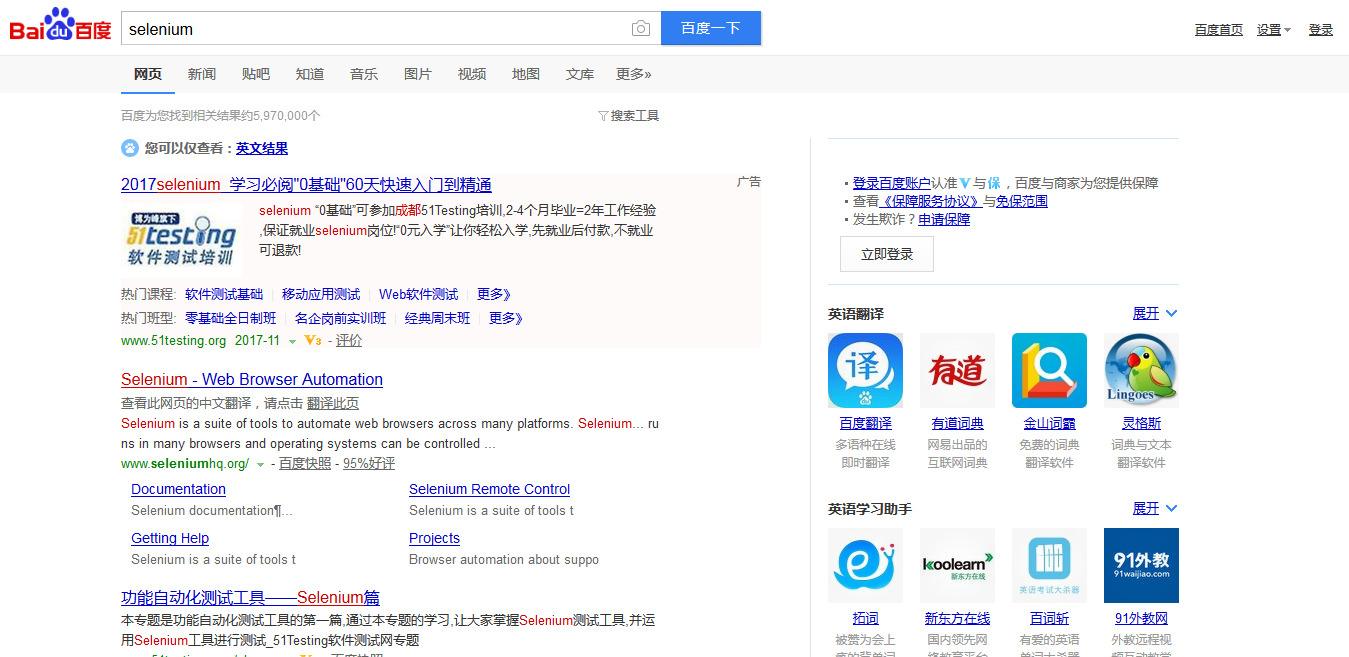 Bai du 百度
selenium
百度一下
百度首页 设置 登录
网页 新闻 贴吧 知道 音乐 图片 视频 地图 文库 更多»
百度为您找到相关结果约5,970,000个
搜索工具
您可以仅查看：英文结果
2017selenium 学习必阅"0基础"60天快速入门到精通
广告
博为峰旗下
51testing
软件测试培训
selenium “0基础”可参加成都51Testing培训,2-4个月毕业=2年工作经验
,保证就业selenium岗位!“0元入学”让你轻松入学,先就业后付款,不就业
可退款!
热门课程: 软件测试基础 移动应用测试 Web软件测试 更多》
热门班型: 零基础全日制班 名企岗前实训班 经典周末班 更多》
www.51testing.org 2017-11 V3 - 评价
Selenium - Web Browser Automation
查看此网页的中文翻译，请点击 翻译此页
Selenium is a suite of tools to automate web browsers across many platforms. Selenium... ru
ns in many browsers and operating systems can be controlled ...
www.seleniumhq.org/ - 百度快照 - 95%好评
Documentation
Selenium documentation¶...
Selenium Remote Control
Selenium is a suite of tools t
Getting Help
Selenium is a suite of tools t
Projects
Browser automation about suppo
功能自动化测试工具——Selenium篇
本专题是功能自动化测试工具的第一篇,通过本专题的学习,让大家掌握Selenium测试工具,并运
用Selenium工具进行测试_51Testing软件测试网专题
登录百度账户认准V与保，百度与商家为您提供保障
查看《保障服务协议》与免保范围
发生欺诈？申请保障
立即登录
英语翻译 展开
译 有道 Lingoes
百度翻译 有道词典 金山词霸 灵格斯
多语种在线 网易出品的 免费的词典 词典与文本
即时翻译 互联网词典 翻译软件 翻译软件
英语学习助手 展开
koolearn
新东方在线
英语考试大杀器
91外教
91waijiao.com
拓词 新东方在线 百词斩 91外教网
被赞为会上 国内领先网 有爱的英语 外教远程视